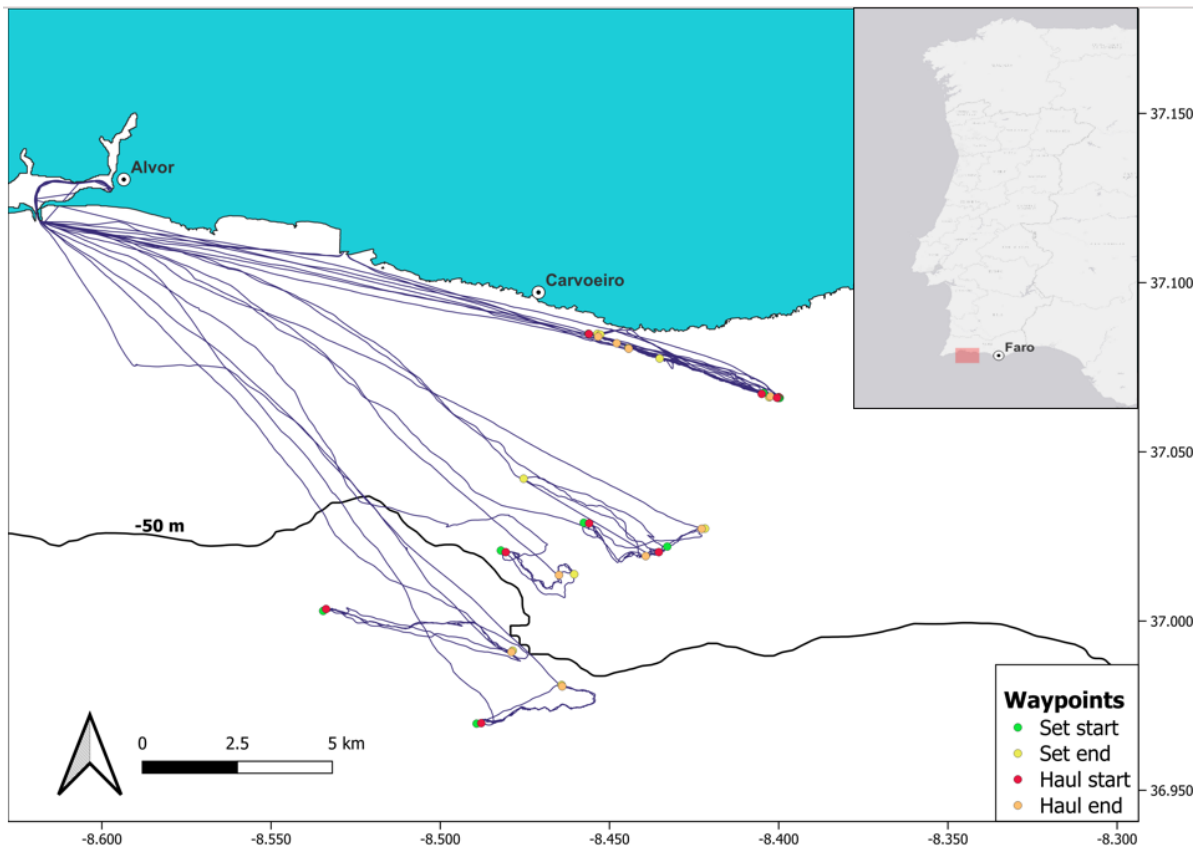 Alvor
Carvoeiro
-50 m
Faro
37.150
37.100
37.050
37.000
36.950
0 2.5 5 km
Waypoints
Set start
Set end
Haul start
Haul end
-8.600 -8.550 -8.500 -8.450 -8.400 -8.350 -8.300